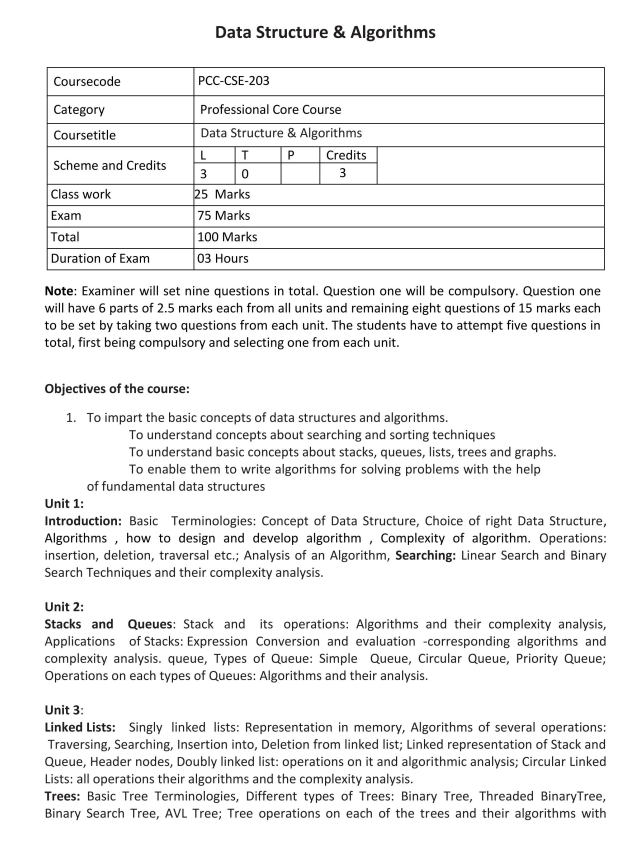 Data Structure & Algorithms
Coursecode PCC-CSE-203
Category Professional Core Course
Coursetitle Data Structure & Algorithms
Scheme and Credits L T P Credits
3 0 3
Class work 25 Marks
Exam 75 Marks
Total 100 Marks
Duration of Exam 03 Hours
Note: Examiner will set nine questions in total. Question one will be compulsory. Question one
will have 6 parts of 2.5 marks each from all units and remaining eight questions of 15 marks each
to be set by taking two questions from each unit. The students have to attempt five questions in
total, first being compulsory and selecting one from each unit.
Objectives of the course:
1. To impart the basic concepts of data structures and algorithms.
To understand concepts about searching and sorting techniques
To understand basic concepts about stacks, queues, lists, trees and graphs.
To enable them to write algorithms for solving problems with the help
of fundamental data structures
Unit 1:
Introduction: Basic Terminologies: Concept of Data Structure, Choice of right Data Structure,
Algorithms , how to design and develop algorithm , Complexity of algorithm. Operations:
insertion, deletion, traversal etc.; Analysis of an Algorithm, Searching: Linear Search and Binary
Search Techniques and their complexity analysis.
Unit 2:
Stacks and Queues: Stack and its operations: Algorithms and their complexity analysis,
Applications of Stacks: Expression Conversion and evaluation -corresponding algorithms and
complexity analysis. queue, Types of Queue: Simple Queue, Circular Queue, Priority Queue;
Operations on each types of Queues: Algorithms and their analysis.
Unit 3:
Linked Lists: Singly linked lists: Representation in memory, Algorithms of several operations:
Traversing, Searching, Insertion into, Deletion from linked list; Linked representation of Stack and
Queue, Header nodes, Doubly linked list: operations on it and algorithmic analysis; Circular Linked
Lists: all operations their algorithms and the complexity analysis.
Trees: Basic Tree Terminologies, Different types of Trees: Binary Tree, Threaded BinaryTree,
Binary Search Tree, AVL Tree; Tree operations on each of the trees and their algorithms with